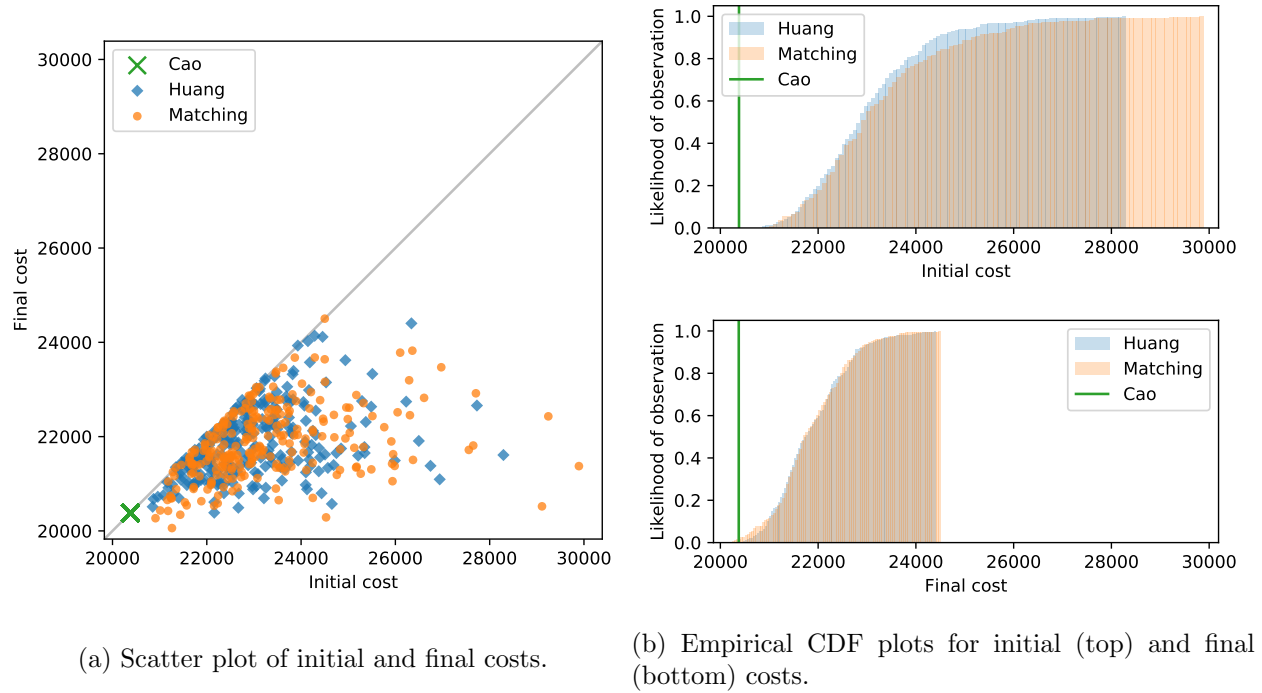 30000
28000
26000
24000
22000
20000
Final cost
20000 22000 24000 26000 28000 30000
Initial cost
Cao
Huang
Matching
(a) Scatter plot of initial and final costs.
1.0
0.8
0.6
0.4
0.2
0.0
Likelihood of observation
Huang
Matching
Cao
20000 22000 24000 26000 28000 30000
Initial cost
1.0
0.8
0.6
0.4
0.2
0.0
Likelihood of observation
Huang
Matching
Cao
20000 22000 24000 26000 28000 30000
Final cost
(b) Empirical CDF plots for initial (top) and final
(bottom) costs.